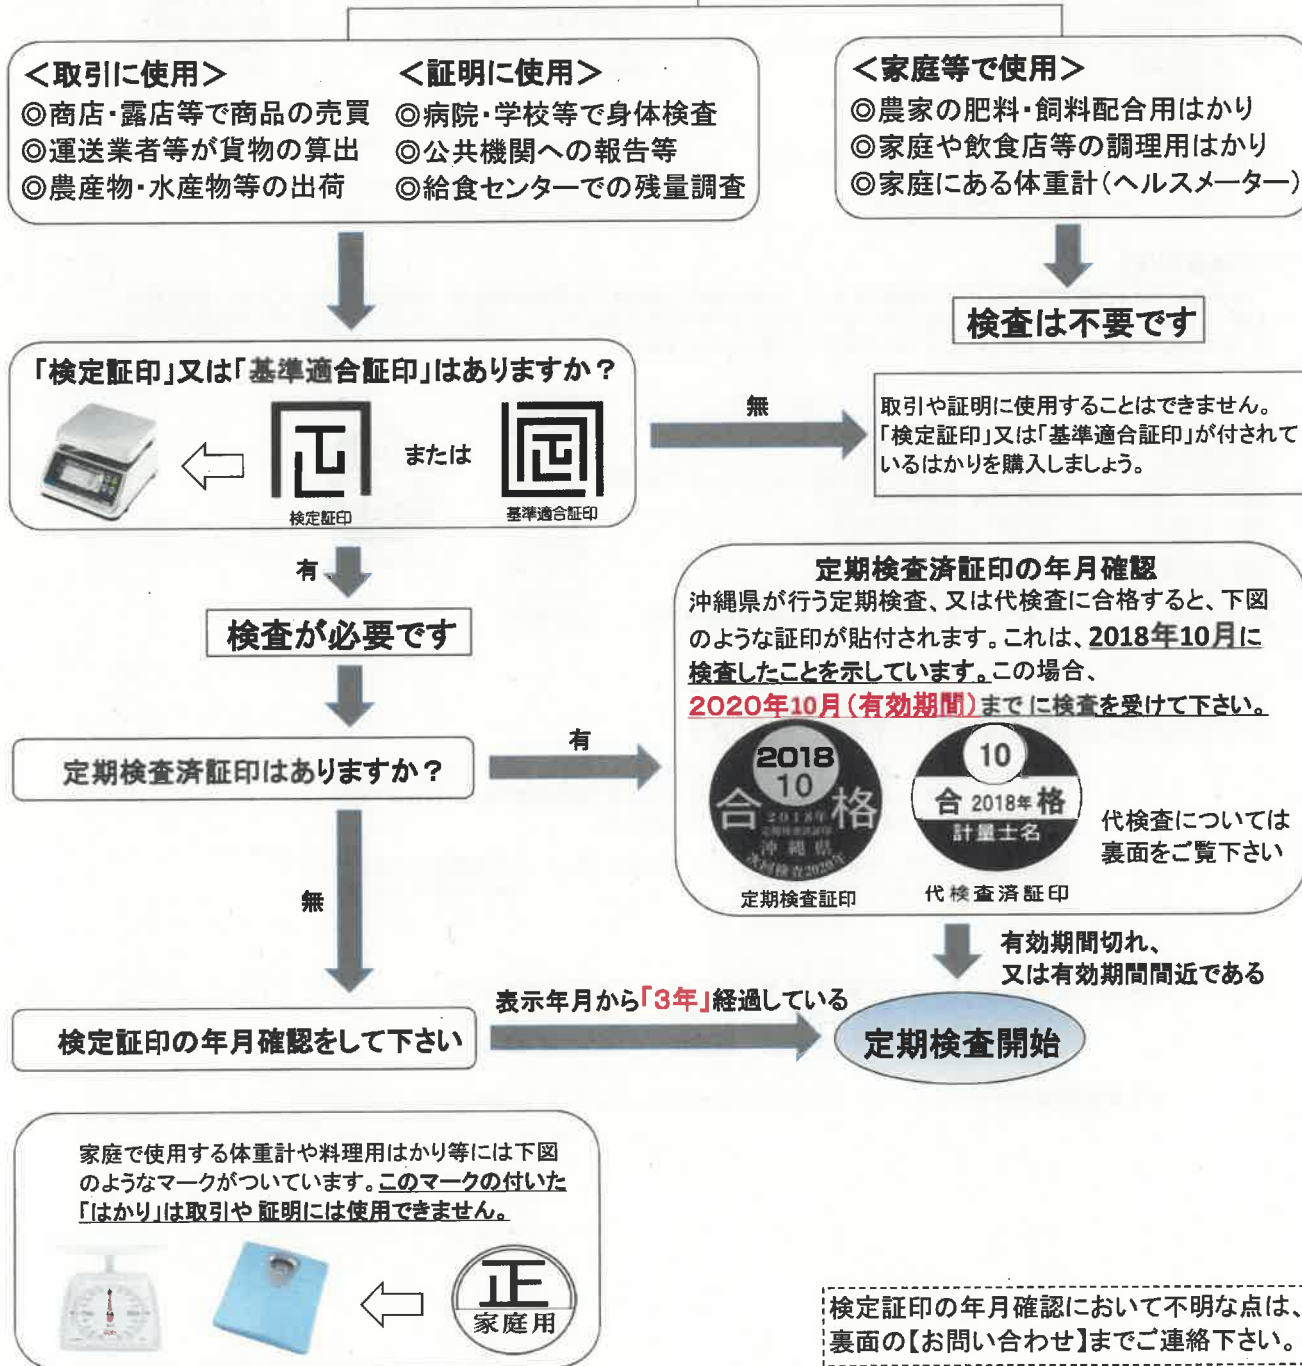 ＜取引に使用＞
◎商店・露店等で商品の売買
◎運送業者等が貨物の算出
◎農産物・水産物等の出荷
＜証明に使用＞
◎病院・学校等で身体検査
◎公共機関への報告等
◎給食センターでの残量調査
＜家庭等で使用＞
◎農家の肥料・飼料配合用はかり
◎家庭や飲食店等の調理用はかり
◎家庭にある体重計（ヘルスメーター）
検査は不要です
「検定証印」又は「基準適合証印」はありますか？
または
検定証印
基準適合証印
無
取引や証明に使用することはできません。
「検定証印」又は「基準適合証印」が付されて
いるはかりを購入しましょう。
有
検査が必要です
定期検査済証印はありますか？
有
定期検査済証印の年月確認
沖縄県が行う定期検査、又は代検査に合格すると、下図
のような証印が貼付されます。これは、2018年10月に
検査したことを示しています。この場合、
2020年10月（有効期間）までに検査を受けて下さい。
2018
10
合 格
2018年
定期検査済証印
沖縄県
次回検査2020年
定期検査証印
10
合 2018年 格
計量士名
代検査済証印
代検査については
裏面をご覧下さい
無
有効期間切れ、
又は有効期間間近である
検定証印の年月確認をして下さい
表示年月から「３年」経過している
定期検査開始
家庭で使用する体重計や料理用はかり等には下図
のようなマークがついています。このマークの付いた
「はかり」は取引や証明には使用できません。
正
家庭用
検定証印の年月確認において不明な点は、
裏面の【お問い合わせ】までご連絡下さい。